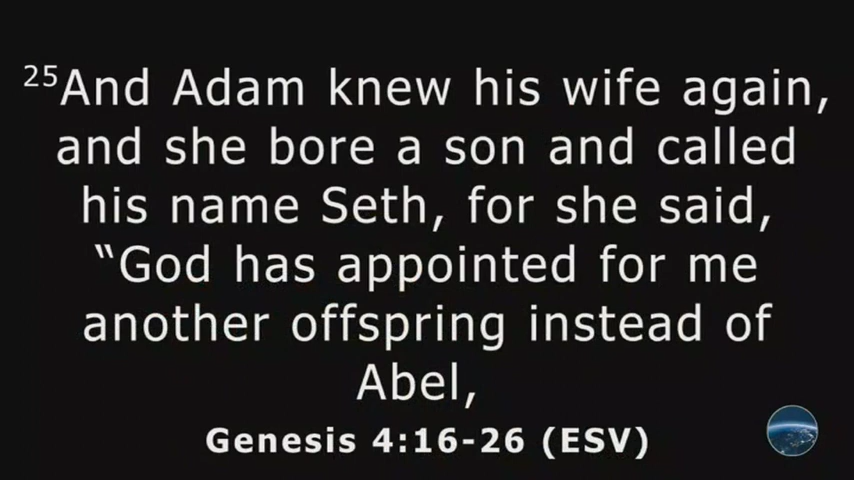 25And Adam knew his wife again,
and she bore a son and called
his name Seth, for she said,
“God has appointed for me
another offspring instead of
Abel,
Genesis 4:16-26 (ESV)